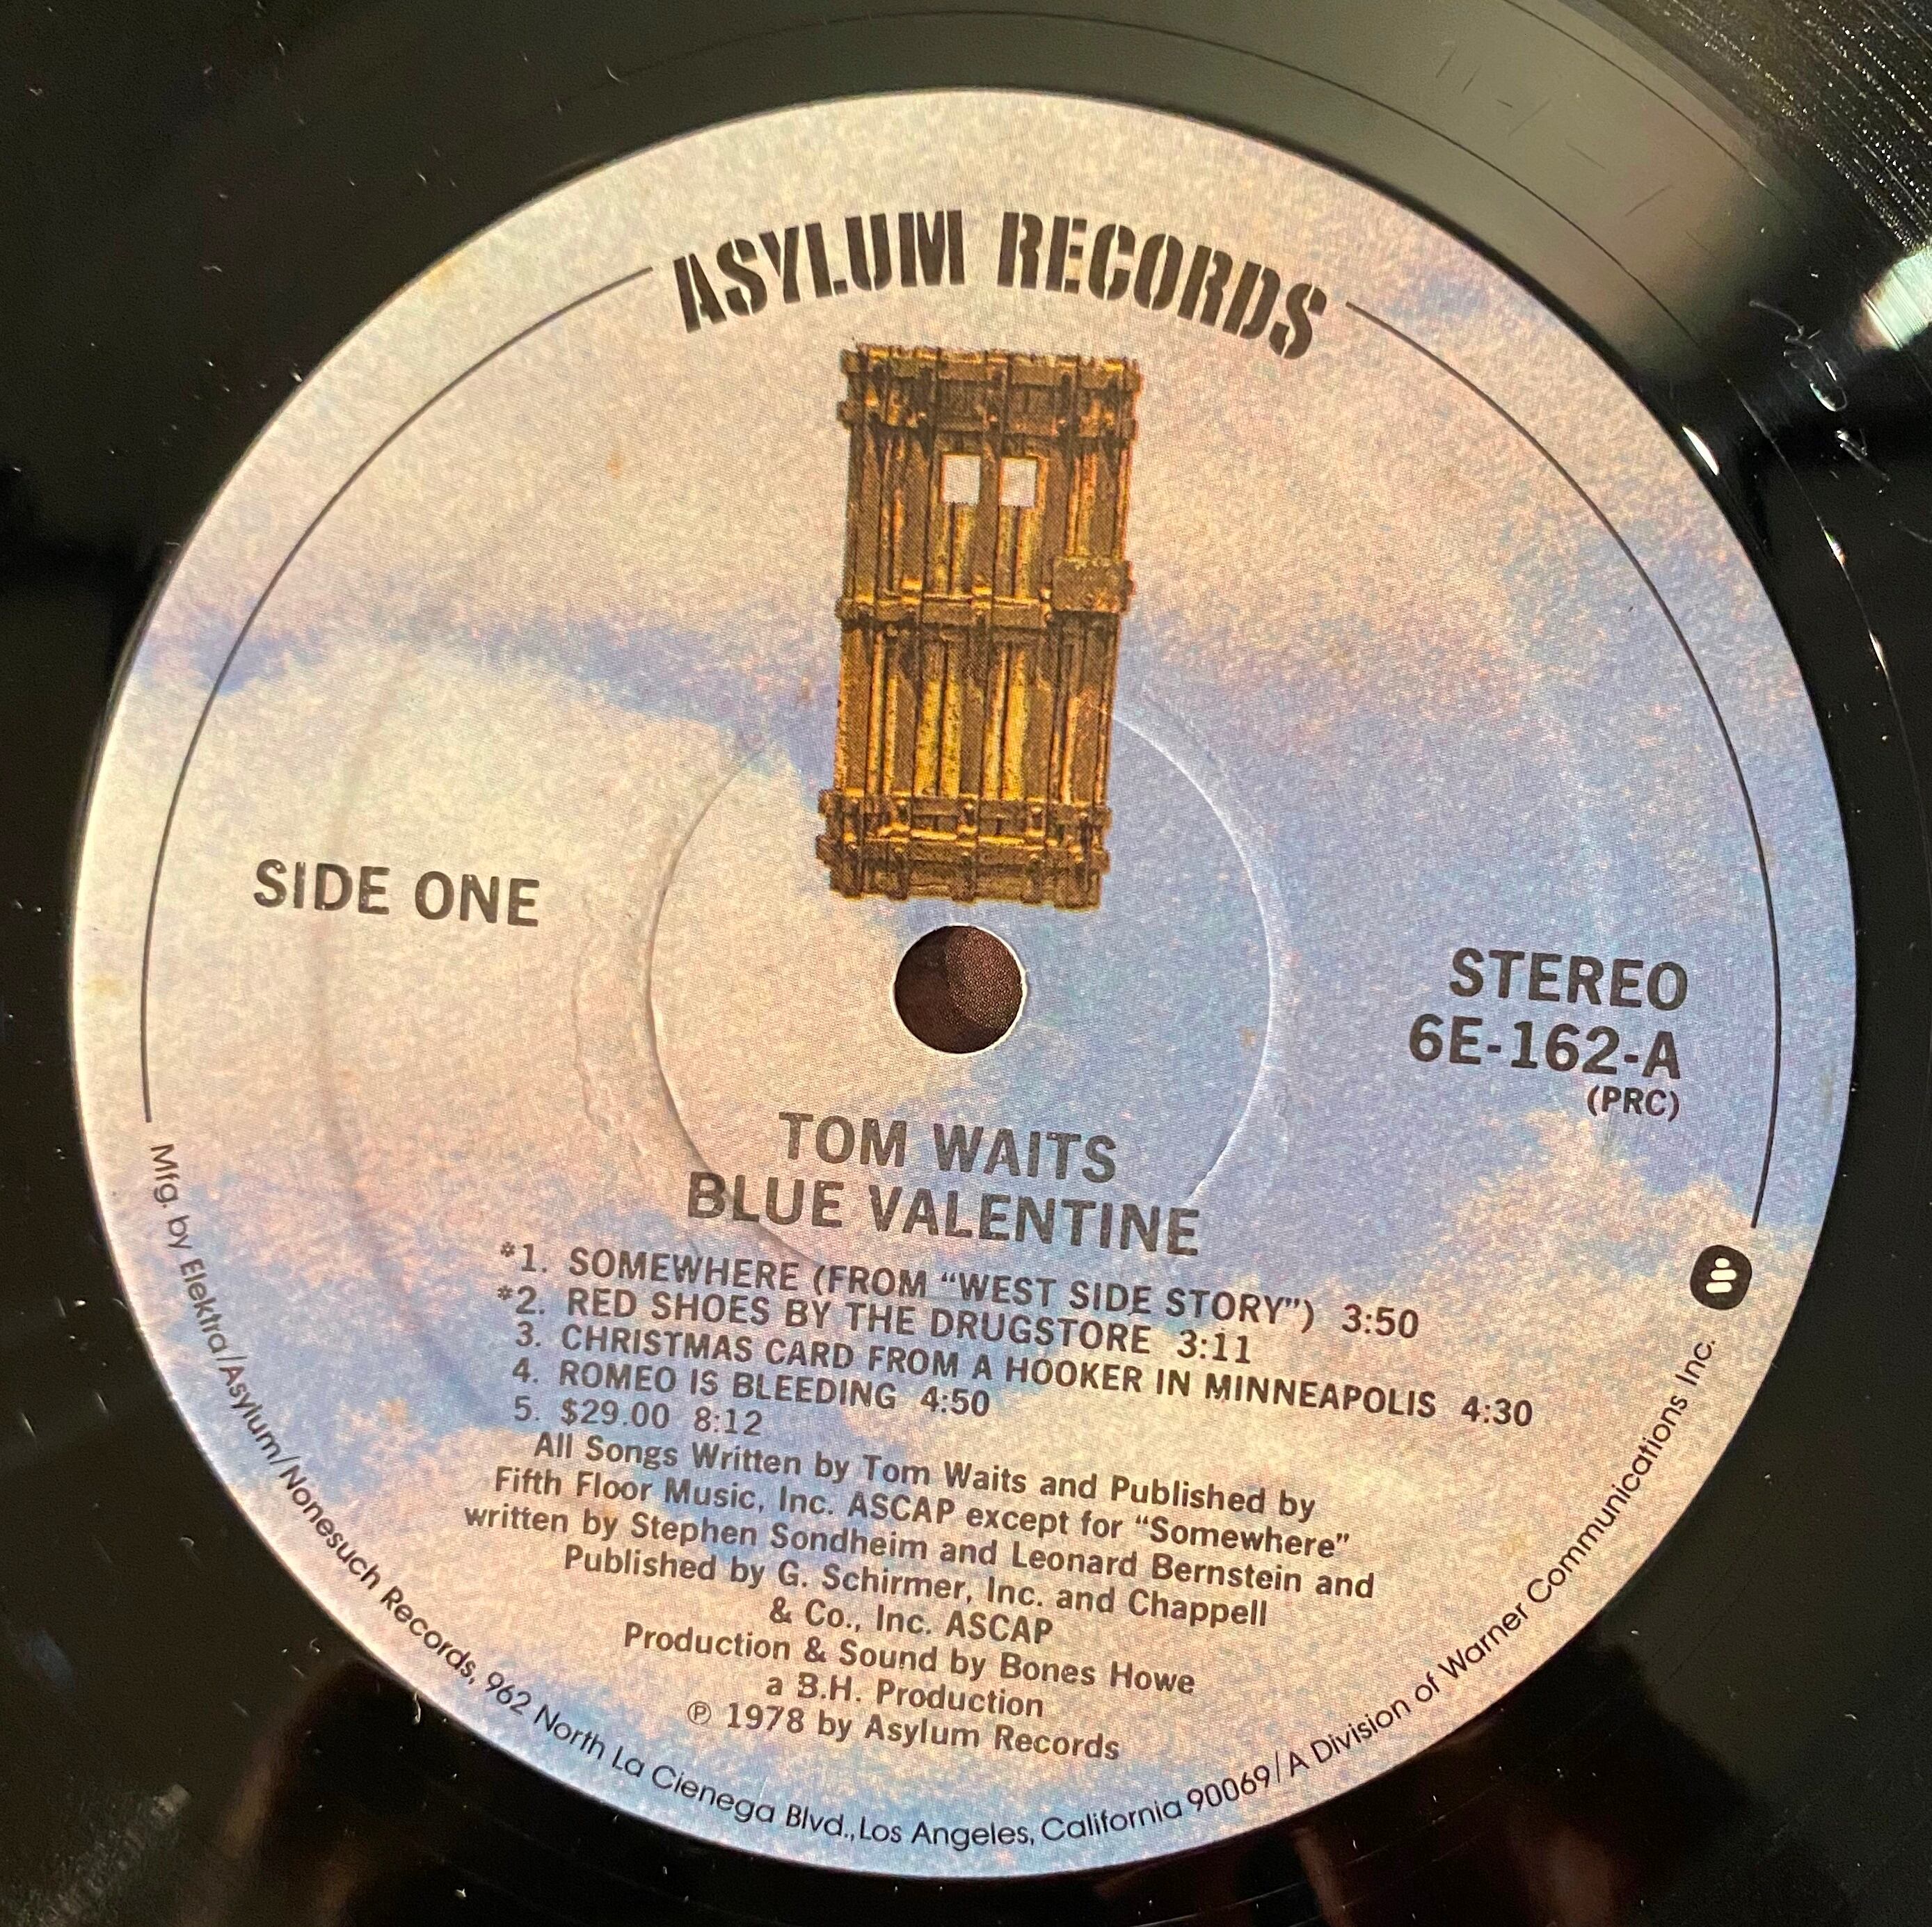 ASYLUM RECORDS
SIDE ONE
STEREO
6E-162-A
(PRC)
TOM WAITS
BLUE VALENTINE
*1. SOMEWHERE (FROM “WEST SIDE STORY”) 3:50
*2. RED SHOES BY THE DRUGSTORE 3:11
3. CHRISTMAS CARD FROM A HOOKER IN MINNEAPOLIS 4:30
4. ROMEO IS BLEEDING 4:50
5. $29.00 8:12
All Songs Written by Tom Waits and Published by
Fifth Floor Music, Inc. ASCAP except for “Somewhere”
written by Stephen Sondheim and Leonard Bernstein and
Published by G. Schirmer, Inc. and Chappell
& Co., Inc. ASCAP
Production & Sound by Bones Howe
a B.H. Production
℗ 1978 by Asylum Records
Mfg. by Elektra/Asylum/Nonesuch Records, 962 North La Cienega Blvd., Los Angeles, California 90069/A Division of Warner Communications Inc.